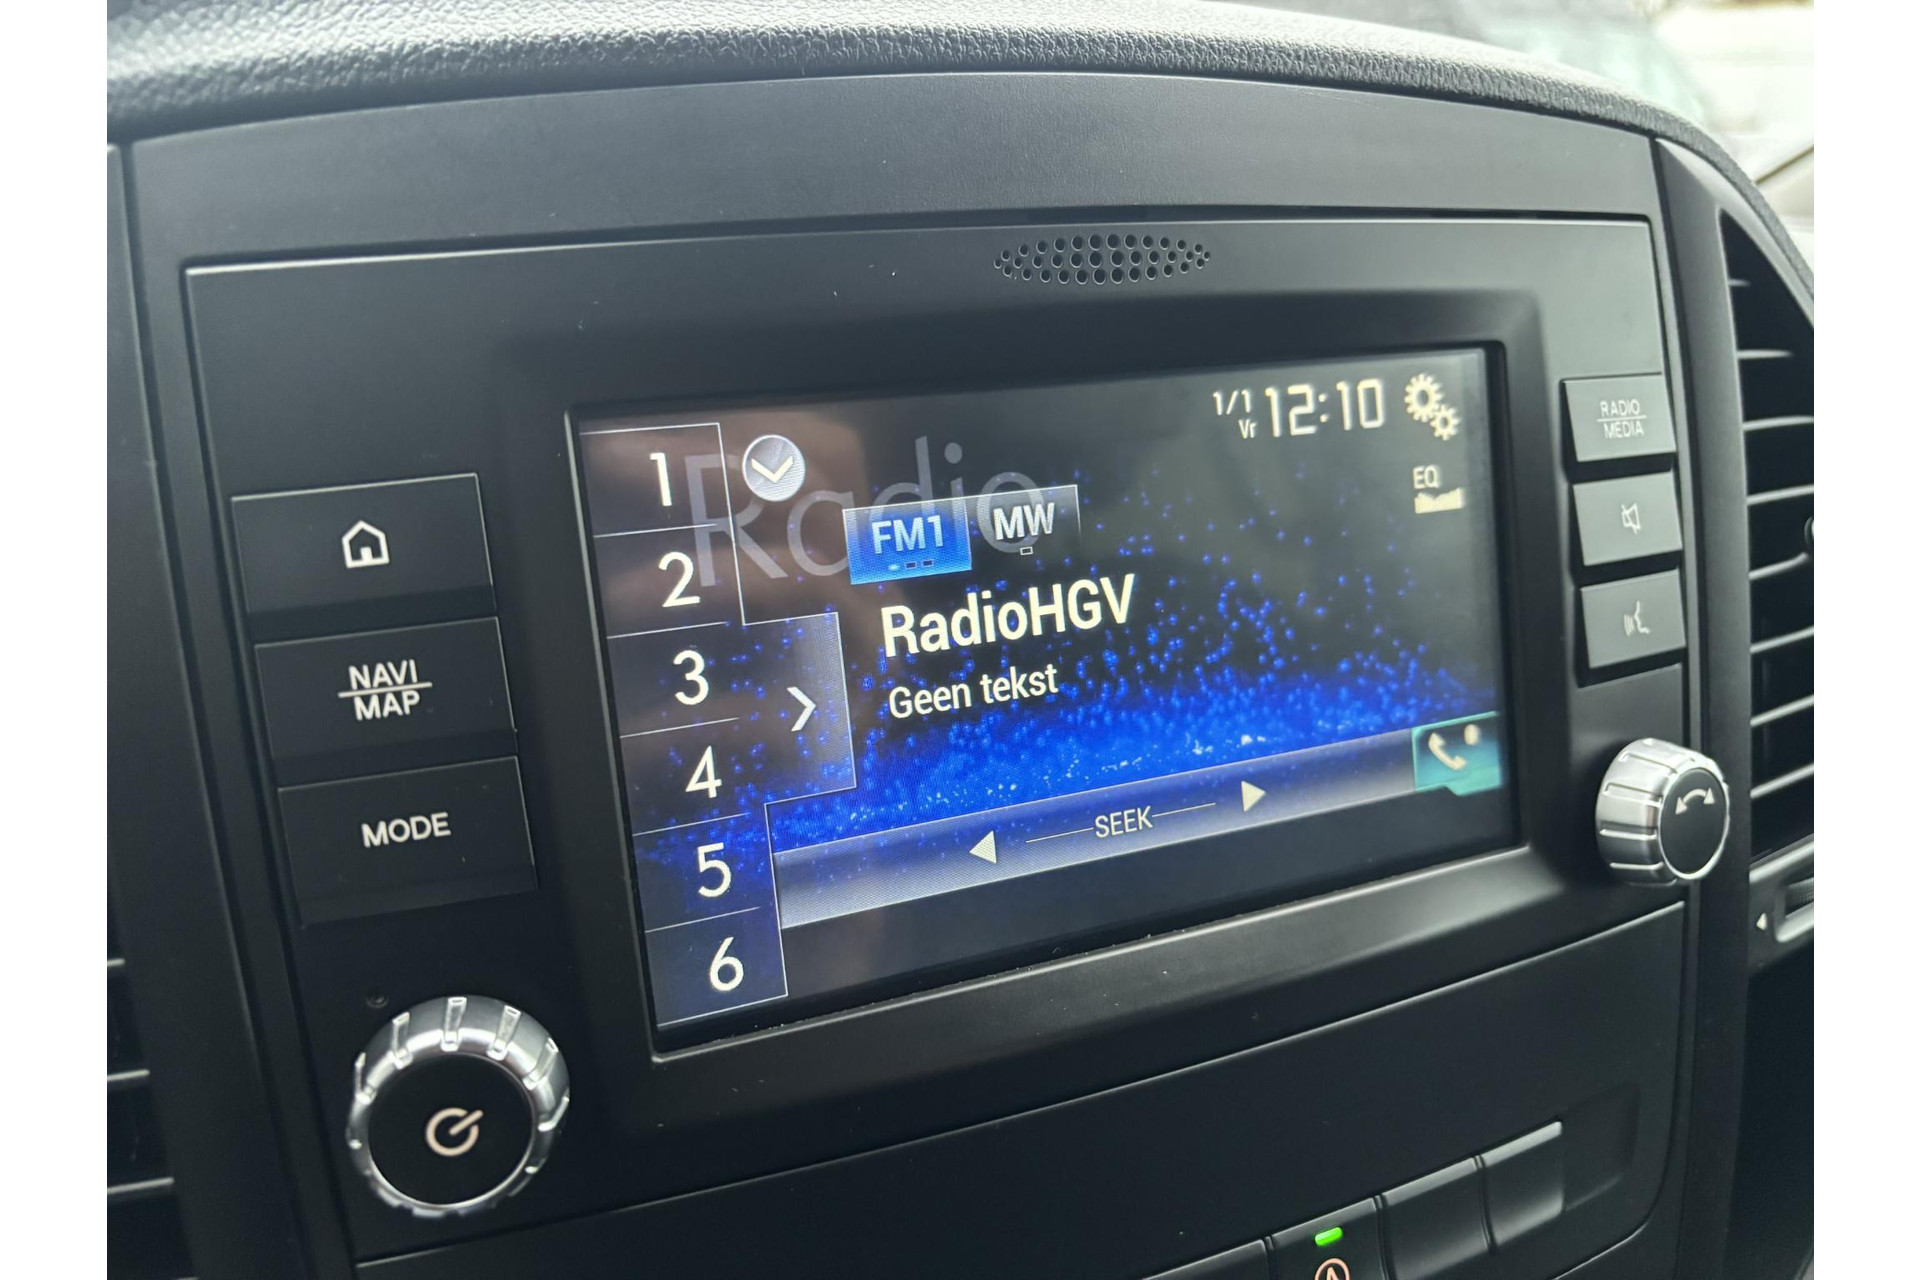 1/1
Vr
12:10
Radio
EQ
FM1
MW
RadioHGV
Geen tekst
SEEK
1
2
3
4
5
6
NAVI
MAP
MODE
RADIO
MEDIA
A